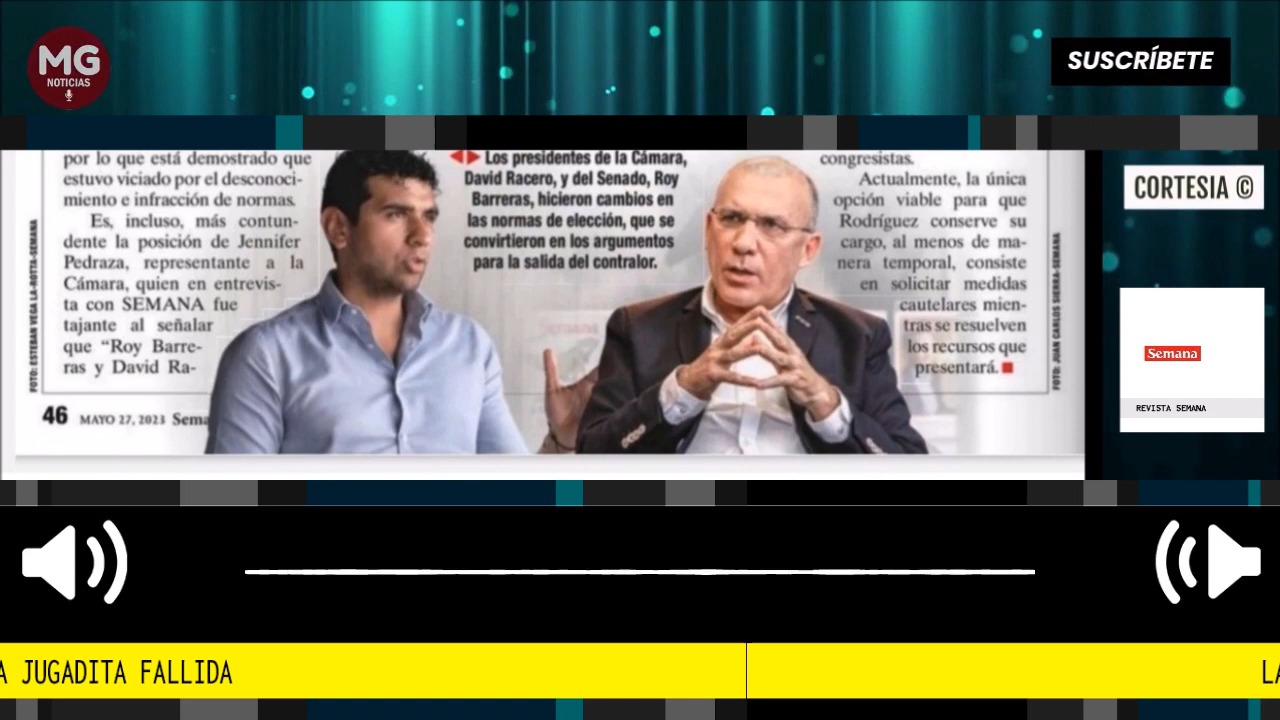 MG
NOTICIAS
SUSCRÍBETE
por lo que está demostrado que
estuvo viciado por el desconoci-
miento e infracción de normas.
Es, incluso, más contun-
dente la posición de Jennifer
Pedraza, representante a la
Cámara, quien en entrevis-
ta con SEMANA fue
tajante al señalar
que “Roy Barre-
ras y David Ra-
FOTO: ESTEBAN VEGA LA-ROTTA-SEMANA
46 MAYO 27, 2023 Sema
Los presidentes de la Cámara,
David Racero, y del Senado, Roy
Barreras, hicieron cambios en
las normas de elección, que se
convirtieron en los argumentos
para la salida del contralor.
congresistas.
Actualmente, la única
opción viable para que
Rodríguez conserve su
cargo, al menos de ma-
nera temporal, consiste
en solicitar medidas
cautelares mien-
tras se resuelven
los recursos que
presentará.
FOTO: JUAN CARLOS SIERRA-SEMANA
CORTESIA ©
Semana
REVISTA SEMANA
A JUGADITA FALLIDA
LA